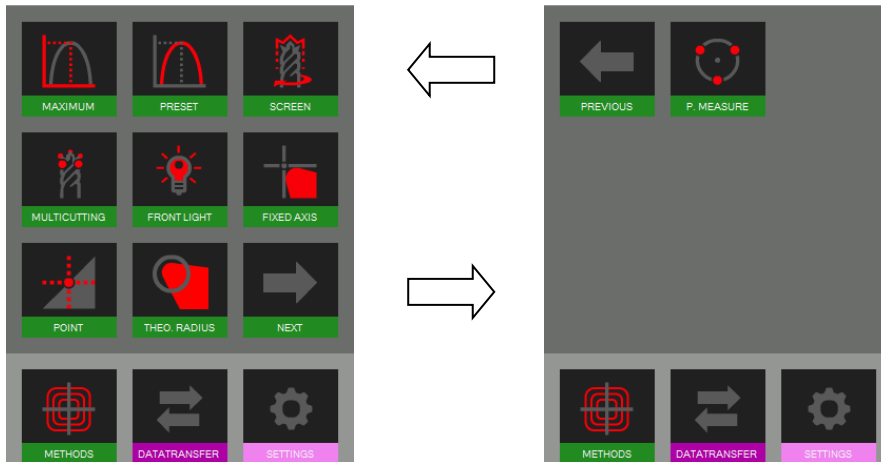 MAXIMUM
PRESET
SCREEN
MULTICUTTING
FRONT LIGHT
FIXED AXIS
POINT
THEO. RADIUS
NEXT
METHODS
DATATRANSFER
SETTINGS
PREVIOUS
P. MEASURE
METHODS
DATATRANSFER
SETTINGS